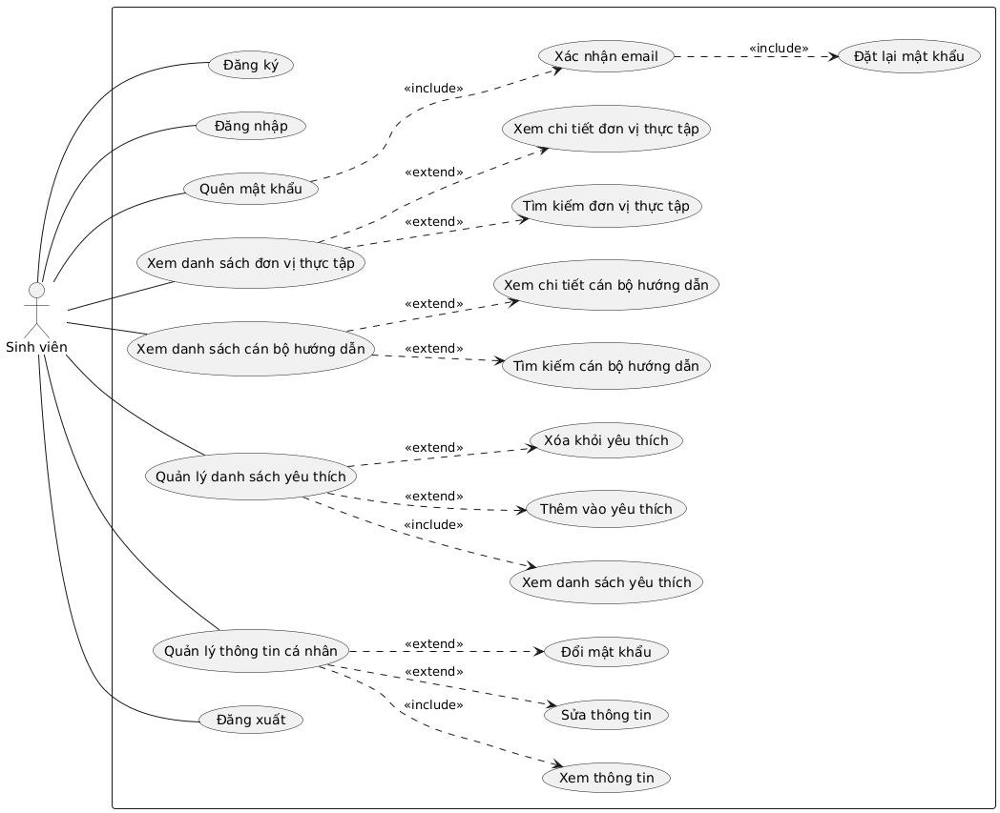 Sinh viên
Đăng ký
Đăng nhập
Quên mật khẩu
Xem danh sách đơn vị thực tập
Xem danh sách cán bộ hướng dẫn
Quản lý danh sách yêu thích
Quản lý thông tin cá nhân
Đăng xuất
«include»
Xác nhận email
«include»
Đặt lại mật khẩu
«extend»
Xem chi tiết đơn vị thực tập
«extend»
Tìm kiếm đơn vị thực tập
«extend»
Xem chi tiết cán bộ hướng dẫn
«extend»
Tìm kiếm cán bộ hướng dẫn
«extend»
Xóa khỏi yêu thích
«extend»
Thêm vào yêu thích
«include»
Xem danh sách yêu thích
«extend»
Đổi mật khẩu
«extend»
Sửa thông tin
«include»
Xem thông tin